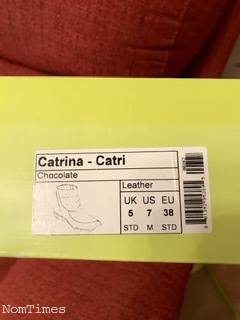 Catrina - Catri
Chocolate
Leather
UK US EU
5 7 38
STD M STD
NomTimes